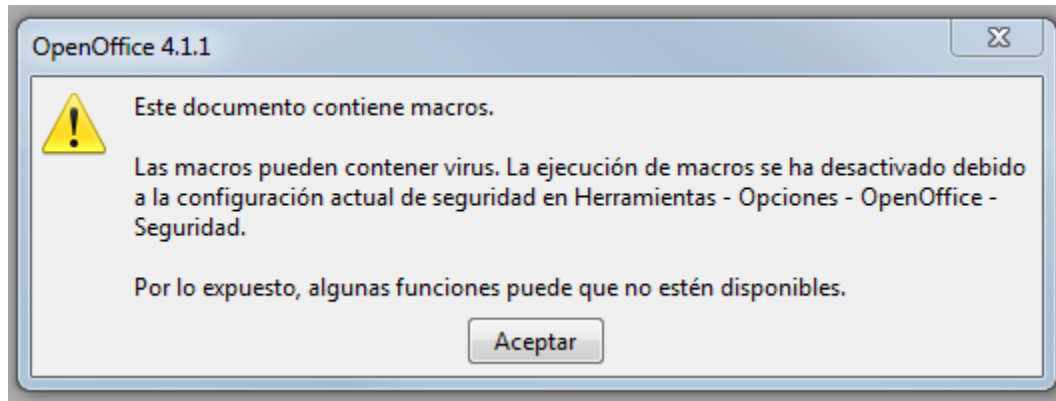 OpenOffice 4.1.1
Este documento contiene macros.
Las macros pueden contener virus. La ejecución de macros se ha desactivado debido
a la configuración actual de seguridad en Herramientas - Opciones - OpenOffice -
Seguridad.
Por lo expuesto, algunas funciones puede que no estén disponibles.
Aceptar